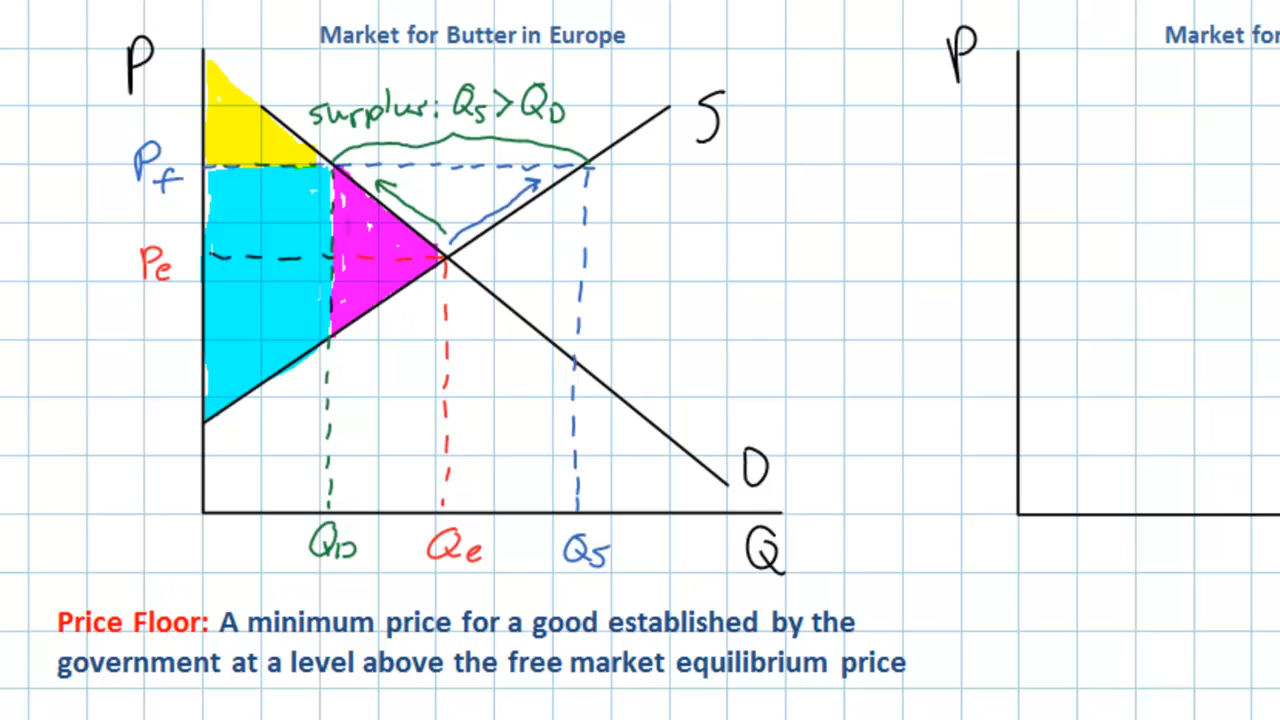 Market for Butter in Europe
P
surplus: Qs > QD
S
Pf
Pe
D
QD
Qe
Qs
Q
Price Floor: A minimum price for a good established by the
government at a level above the free market equilibrium price
Market for
P